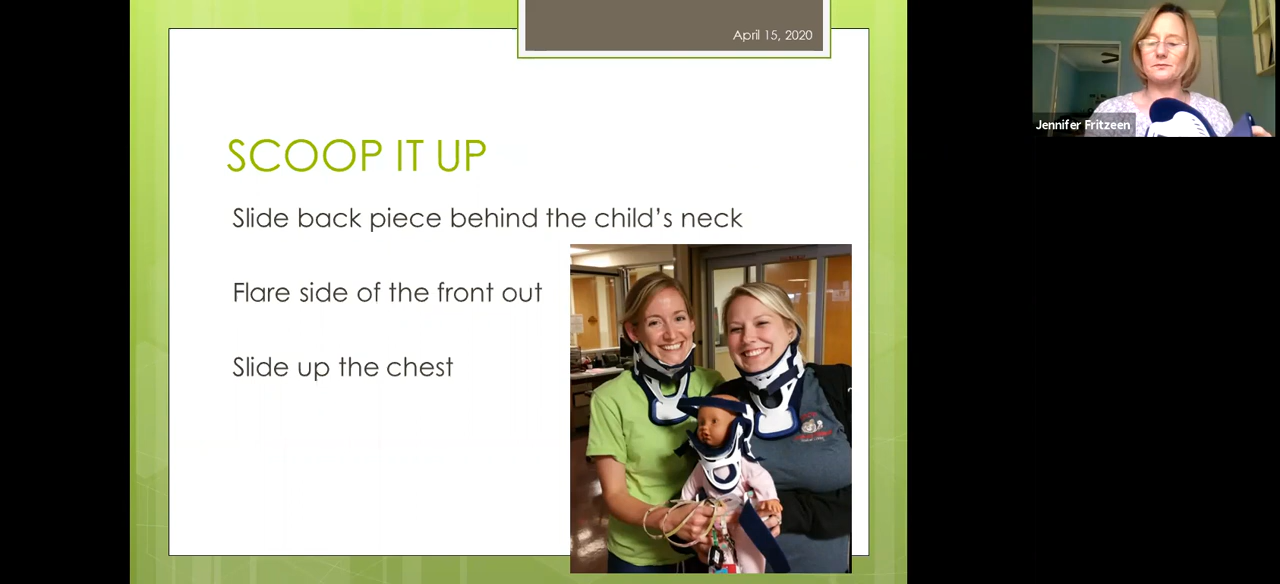 April 15, 2020
SCOOP IT UP
Slide back piece behind the child's neck
Flare side of the front out
Slide up the chest
Jennifer Fritzeen